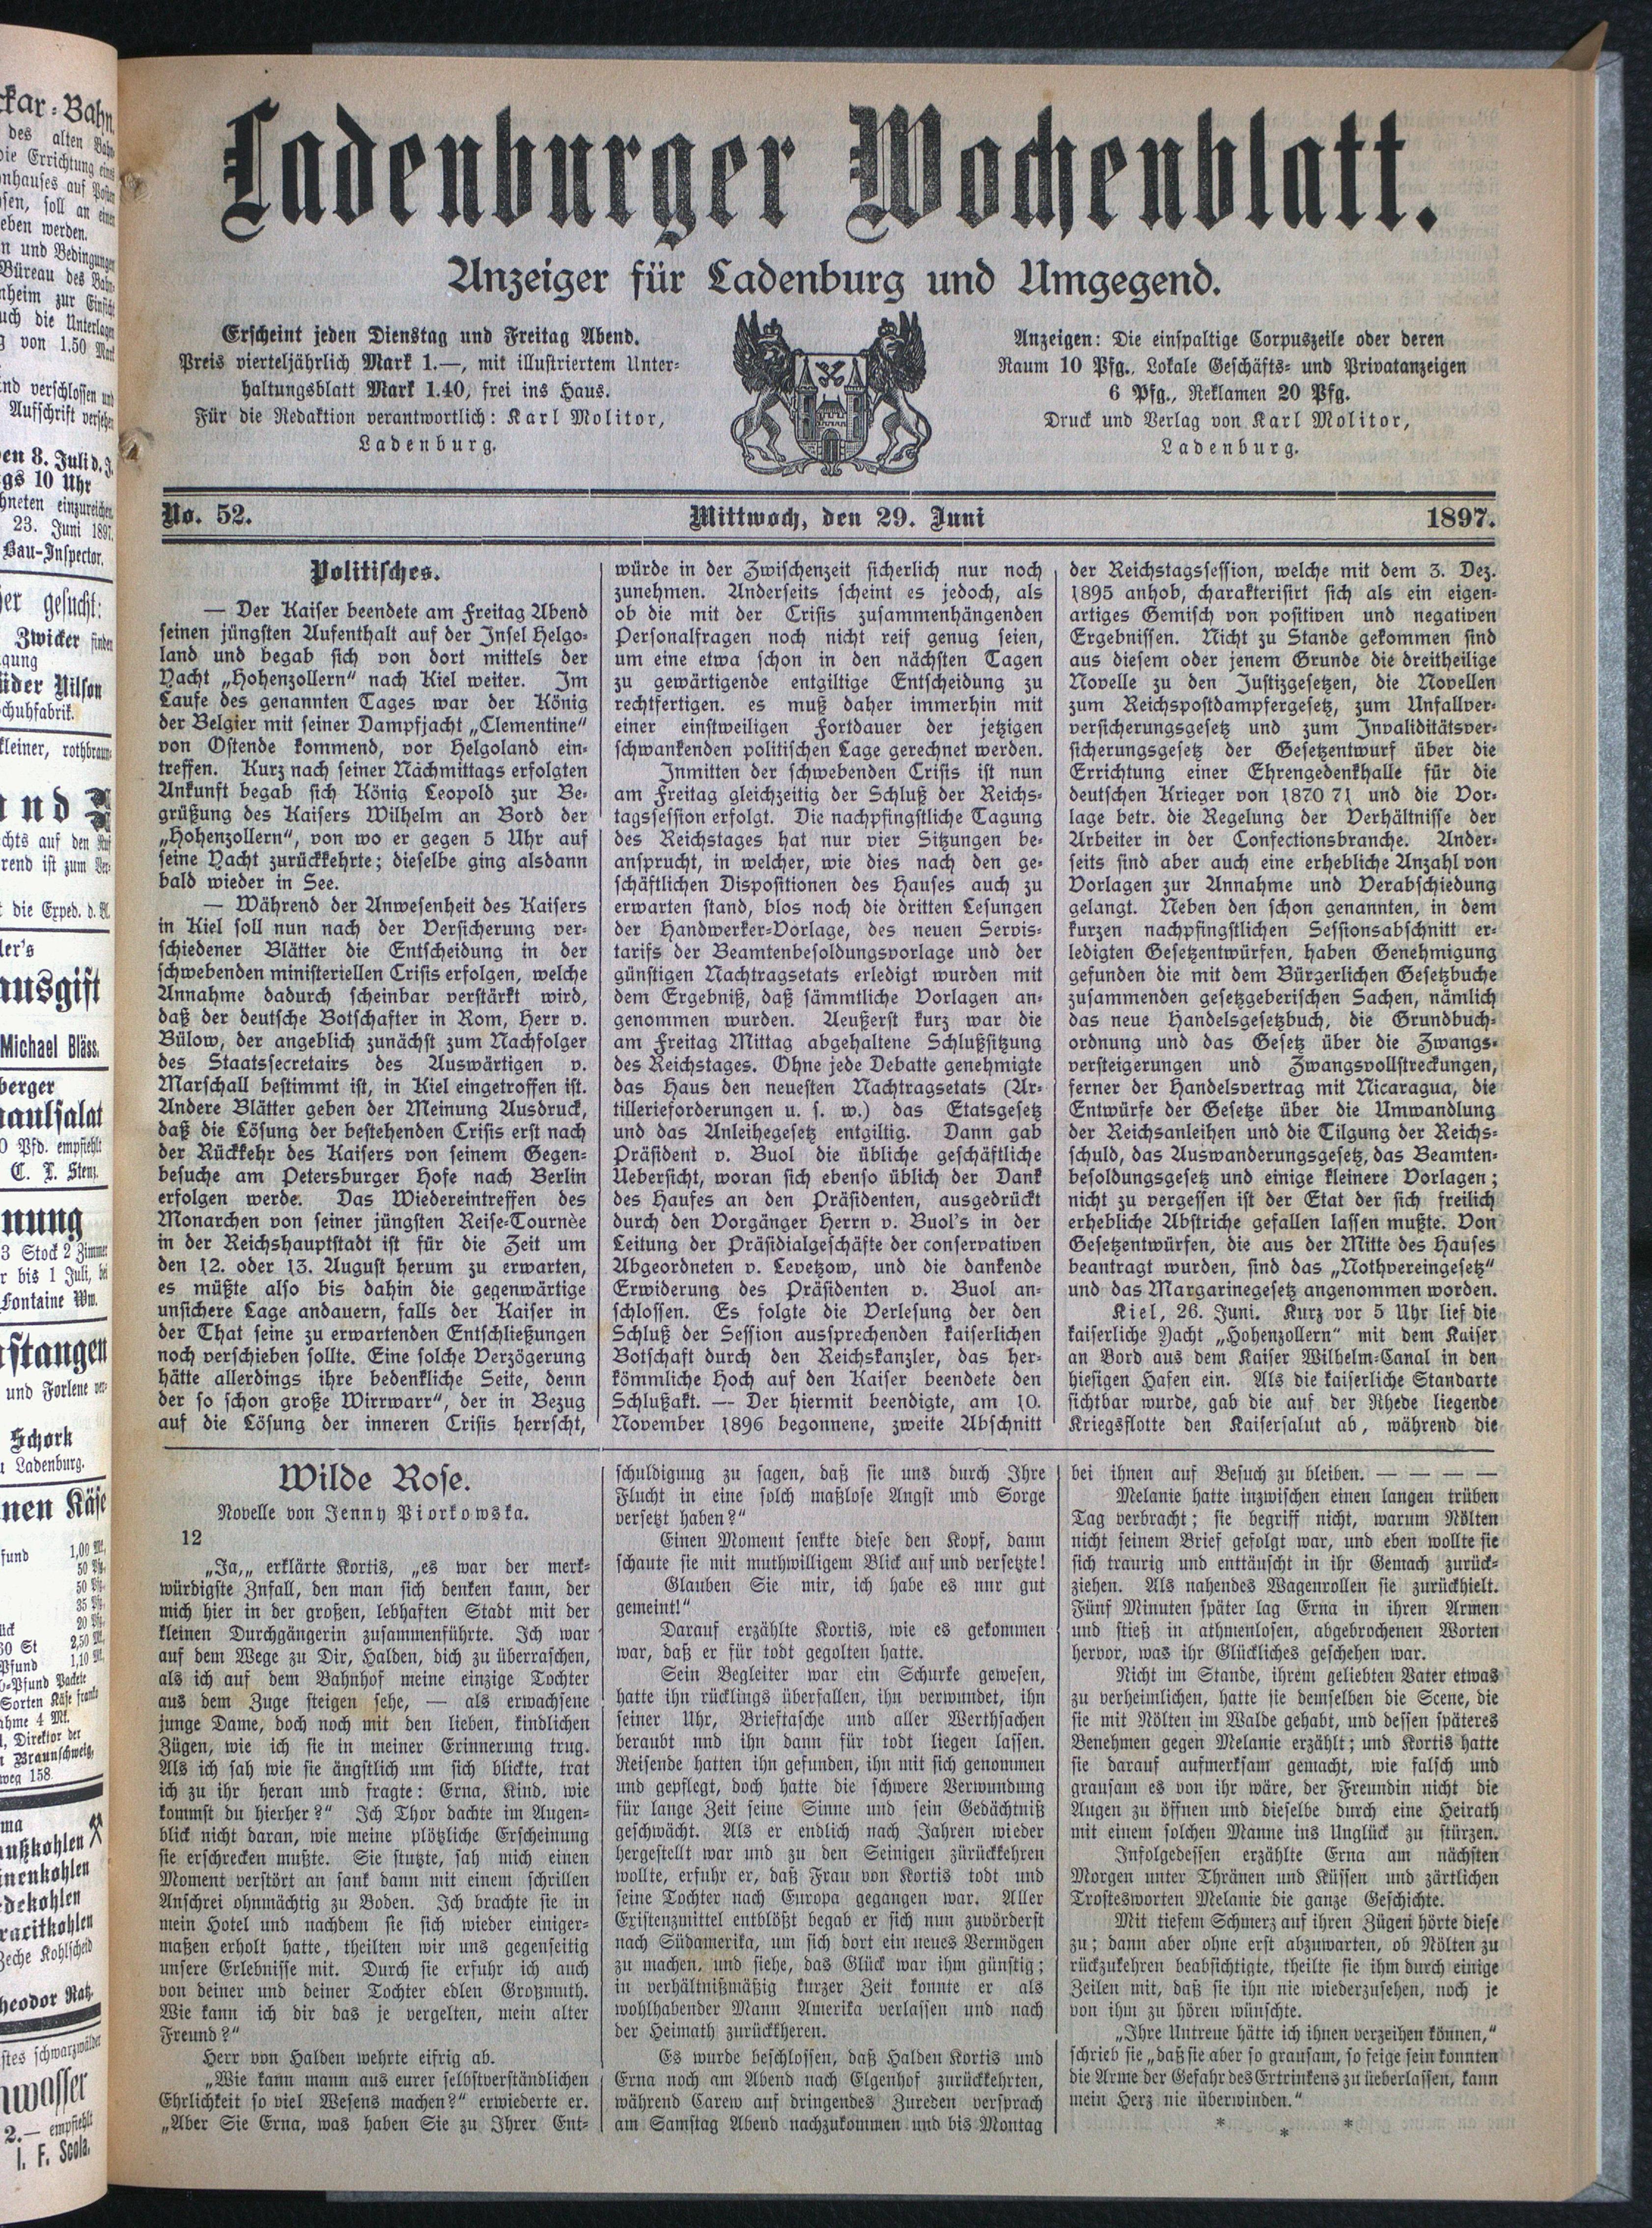 Ladenburger Wochenblatt.
Anzeiger für Ladenburg und Umgegend.
Erscheint jeden Dienstag und Freitag Abend.
Preis vierteljährlich Mark 1.—, mit illustriertem Unter-
haltungsblatt Mark 1.40, frei ins Haus.
Für die Redaktion verantwortlich: Karl Molitor,
Ladenburg.
Anzeigen: Die einspaltige Corpuszeile oder deren
Raum 10 Pfg., Lokale Geschäfts- und Privatanzeigen
6 Pfg., Reklamen 20 Pfg.
Druck und Verlag von Karl Molitor,
Ladenburg.
No. 52.
Mittwoch, den 29. Juni
1897.
Politisches.
— Der Kaiser beendete am Freitag Abend
seinen jüngsten Aufenthalt auf der Insel Helgo-
land und begab sich von dort mittels der
Yacht „Hohenzollern“ nach Kiel weiter. Im
Laufe des genannten Tages war der König
der Belgier mit seiner Dampfjacht „Clementine“
von Ostende kommend, vor Helgoland ein-
treffen. Kurz nach seiner Nachmittags erfolgten
Ankunft begab sich König Leopold zur Be-
grüßung des Kaisers Wilhelm an Bord der
„Hohenzollern“, von wo er gegen 5 Uhr auf
seine Yacht zurückkehrte; dieselbe ging alsdann
bald wieder in See.
— Während der Anwesenheit des Kaisers
in Kiel soll nun nach der Versicherung ver-
schiedener Blätter die Entscheidung in der
schwebenden ministeriellen Crisis erfolgen, welche
Annahme dadurch scheinbar verstärkt wird,
daß der deutsche Botschafter in Rom, Herr v.
Bülow, der angeblich zunächst zum Nachfolger
des Staatssecretairs des Auswärtigen v.
Marschall bestimmt ist, in Kiel eingetroffen ist.
Andere Blätter geben der Meinung Ausdruck,
daß die Lösung der bestehenden Crisis erst nach
der Rückkehr des Kaisers von seinem Gegen-
besuche am Petersburger Hofe nach Berlin
erfolgen werde. Das Wiedereintreffen des
Monarchen von seiner jüngsten Reise-Tournèe
in der Reichshauptstadt ist für die Zeit um
den 12. oder 13. August herum zu erwarten,
es müßte also bis dahin die gegenwärtige
unsichere Lage andauern, falls der Kaiser in
der That seine zu erwartenden Entschließungen
noch verschieben sollte. Eine solche Verzögerung
hätte allerdings ihre bedenkliche Seite, denn
der so schon große Wirrwarr“, der in Bezug
auf die Lösung der inneren Crisis herrscht,
würde in der Zwischenzeit sicherlich nur noch
zunehmen. Anderseits scheint es jedoch, als
ob die mit der Crisis zusammenhängenden
Personalfragen noch nicht reif genug seien,
um eine etwa schon in den nächsten Tagen
zu gewärtigende entgiltige Entscheidung zu
rechtfertigen. es muß daher immerhin mit
einer einstweiligen Fortdauer der jetzigen
schwankenden politischen Lage gerechnet werden.
Inmitten der schwebenden Crisis ist nun
am Freitag gleichzeitig der Schluß der Reichs-
tagssession erfolgt. Die nachpfingstliche Tagung
des Reichstages hat nur vier Sitzungen be-
ansprucht, in welcher, wie dies nach den ge-
schäftlichen Dispositionen des Hauses auch zu
erwarten stand, blos noch die dritten Lesungen
der Handwerker-Vorlage, des neuen Servis-
tarifs der Beamtenbesoldungsvorlage und der
günstigen Nachtragsetats erledigt wurden mit
dem Ergebniß, daß sämmtliche Vorlagen an-
genommen wurden. Aeußerst kurz war die
am Freitag Mittag abgehaltene Schlußsitzung
des Reichstages. Ohne jede Debatte genehmigte
das Haus den neuesten Nachtragsetats (Ar-
tillerieforderungen u. s. w.) das Etatsgesetz
und das Anleihegesetz entgiltig. Dann gab
Präsident v. Buol die übliche geschäftliche
Uebersicht, woran sich ebenso üblich der Dank
des Haufes an den Präsidenten, ausgedrückt
durch den Vorgänger Herrn v. Buol's in der
Leitung der Präsidialgeschäfte der conservativen
Abgeordneten v. Levetzow, und die dankende
Erwiderung des Präsidenten v. Buol an-
schlossen. Es folgte die Verlesung der den
Schluß der Session aussprechenden kaiserlichen
Botschaft durch den Reichskanzler, das her-
kömmliche Hoch auf den Kaiser beendete den
Schlußakt. — Der hiermit beendigte, am 10.
November 1896 begonnene, zweite Abschnitt
der Reichstagssession, welche mit dem 3. Dez.
1895 anhob, charakterisirt sich als ein eigen-
artiges Gemisch von positiven und negativen
Ergebnissen. Nicht zu Stande gekommen sind
aus diesem oder jenem Grunde die dreitheilige
Novelle zu den Justizgesetzen, die Novellen
zum Reichspostdampfergesetz, zum Unfallver-
versicherungsgesetz und zum Invaliditätsver-
sicherungsgesetz der Gesetzentwurf über die
Errichtung einer Ehrengedenkhalle für die
deutschen Krieger von 1870 71 und die Vor-
lage betr. die Regelung der Verhältnisse der
Arbeiter in der Confectionsbranche. Ander-
seits sind aber auch eine erhebliche Anzahl von
Vorlagen zur Annahme und Verabschiedung
gelangt. Neben den schon genannten, in dem
kurzen nachpfingstlichen Sessionsabschnitt er-
ledigten Gesetzentwürfen, haben Genehmigung
gefunden die mit dem Bürgerlichen Gesetzbuche
zusammenden gesetzgeberischen Sachen, nämlich
das neue Handelsgesetzbuch, die Grundbuch-
ordnung und das Gesetz über die Zwangs-
versteigerungen und Zwangsvollstreckungen,
ferner der Handelsvertrag mit Nicaragua, die
Entwürfe der Gesetze über die Umwandlung
der Reichsanleihen und die Tilgung der Reichs-
schuld, das Auswanderungsgesetz, das Beamten-
besoldungsgesetz und einige kleinere Vorlagen;
nicht zu vergessen ist der Etat der sich freilich
erhebliche Abstriche gefallen lassen mußte. Von
Gesetzentwürfen, die aus der Mitte des Hauses
beantragt wurden, sind das „Nothvereingesetz“
und das Margarinegesetz angenommen worden.
Kiel, 26. Juni. Kurz vor 5 Uhr lief die
kaiserliche Yacht „Hohenzollern“ mit dem Kaiser
an Bord aus dem Kaiser Wilhelm-Canal in den
hiesigen Hafen ein. Als die kaiserliche Standarte
sichtbar wurde, gab die auf der Rhede liegende
Kriegsflotte den Kaisersalut ab, während die
Wilde Rose.
Novelle von Jenny Piorkowska.
12
„Ja,„ erklärte Kortis, „es war der merk-
würdigste Znfall, den man sich denken kann, der
mich hier in der großen, lebhaften Stadt mit der
kleinen Durchgängerin zusammenführte. Ich war
auf dem Wege zu Dir, Halden, dich zu überraschen,
als ich auf dem Bahnhof meine einzige Tochter
aus dem Zuge steigen sehe, — als erwachsene
junge Dame, doch noch mit den lieben, kindlichen
Zügen, wie ich sie in meiner Erinnerung trug.
Als ich sah wie sie ängstlich um sich blickte, trat
ich zu ihr heran und fragte: Erna, Kind, wie
kommst du hierher?“ Ich Thor dachte im Augen-
blick nicht daran, wie meine plötzliche Erscheinung
sie erschrecken mußte. Sie stutzte, sah mich einen
Moment verstört an sank dann mit einem schrillen
Anschrei ohnmächtig zu Boden. Ich brachte sie in
mein Hotel und nachdem sie sich wieder einiger-
maßen erholt hatte, theilten wir uns gegenseitig
unsere Erlebnisse mit. Durch sie erfuhr ich auch
von deiner und deiner Tochter edlen Großmuth.
Wie kann ich dir das je vergelten, mein alter
Freund?“
Herr von Halden wehrte eifrig ab.
„Wie kann mann aus eurer selbstverständlichen
Ehrlichkeit so viel Wesens machen?“ erwiederte er.
„Aber Sie Erna, was haben Sie zu Ihrer Ent-
schuldigung zu sagen, daß sie uns durch Ihre
Flucht in eine solch maßlose Angst und Sorge
versetzt haben?“
Einen Moment senkte diese den Kopf, dann
schaute sie mit muthwilligem Blick auf und versetzte!
Glauben Sie mir, ich habe es nur gut
gemeint!“
Darauf erzählte Kortis, wie es gekommen
war, daß er für todt gegolten hatte.
Sein Begleiter war ein Schurke gewesen,
hatte ihn rücklings überfallen, ihn verwundet, ihn
seiner Uhr, Brieftasche und aller Werthsachen
beraubt nnd ihn dann für todt liegen lassen.
Reisende hatten ihn gefunden, ihn mit sich genommen
und gepflegt, doch hatte die schwere Verwundung
für lange Zeit seine Sinne und sein Gedächtniß
geschwächt. Als er endlich nach Jahren wieder
hergestellt war und zu den Seinigen zürückkehren
wollte, erfuhr er, daß Frau von Kortis todt und
seine Tochter nach Europa gegangen war. Aller
Existenzmittel entblößt begab er sich nun zuvörderst
nach Südamerika, um sich dort ein neues Vermögen
zu machen, und siehe, das Glück war ihm günstig;
in verhältnißmäßig kurzer Zeit konnte er als
wohlhabender Mann Amerika verlassen und nach
der Heimath zurückkheren.
Es wurde beschlossen, daß Halden Kortis und
Erna noch am Abend nach Elgenhof zurückkehrten,
während Carew auf dringendes Zureden versprach
am Samstag Abend nachzukommen und bis Montag
bei ihnen auf Besuch zu bleiben. — — — —
Melanie hatte inzwischen einen langen trüben
Tag verbracht; sie begriff nicht, warum Nölten
nicht seinem Brief gefolgt war, und eben wollte sie
sich traurig und enttäuscht in ihr Gemach zurück-
ziehen. Als nahendes Wagenrollen sie zurückhielt.
Fünf Minuten später lag Erna in ihren Armen
und stieß in athmenlosen, abgebrochenen Worten
hervor, was ihr Glückliches geschehen war.
Nicht im Stande, ihrem geliebten Vater etwas
zu verheimlichen, hatte sie demselben die Scene, die
sie mit Nölten im Walde gehabt, und dessen späteres
Benehmen gegen Melanie erzählt; und Kortis hatte
sie darauf aufmerksam gemacht, wie falsch und
grausam es von ihr wäre, der Freundin nicht die
Augen zu öffnen und dieselbe durch eine Heirath
mit einem solchen Manne ins Unglück zu stürzen.
Infolgedessen erzählte Erna am nächsten
Morgen unter Thränen und Küssen und zärtlichen
Trostesworten Melanie die ganze Geschichte.
Mit tiefem Schmerz auf ihren Zügen hörte diese
zu; dann aber ohne erst abzuwarten, ob Nölten zu
rückzukehren beabsichtigte, theilte sie ihm durch einige
Zeilen mit, daß sie ihn nie wiederzusehen, noch je
von ihm zu hören wünschte.
„Ihre Untreue hätte ich ihnen verzeihen können,“
schrieb sie „daß sie aber so grausam, so feige sein konnten
die Arme der Gefahr des Ertrinkens zu üeberlassen, kann
mein Herz nie überwinden.“
* * *